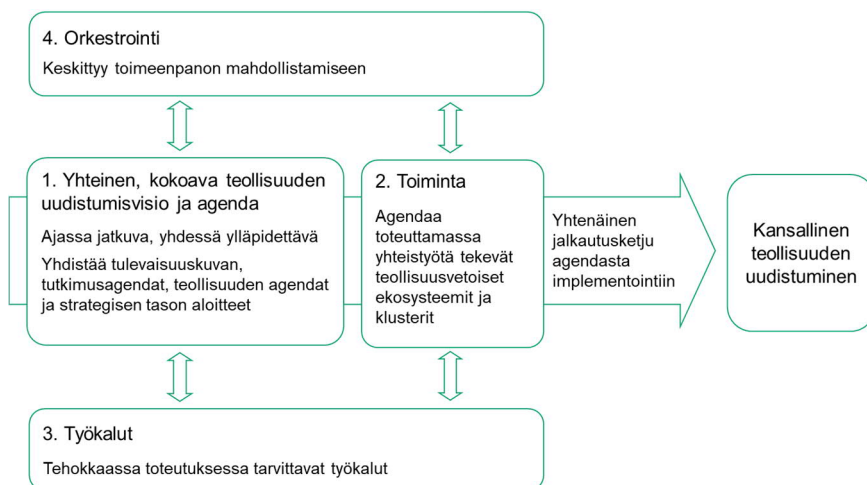 4. Orkestrointi
Keskittyy toimeenpanon mahdollistamiseen
1. Yhteinen, kokoava teollisuuden
uudistumisvisio ja agenda
Ajassa jatkuva, yhdessä ylläpidettävä
Yhdistää tulevaisuuskuvan,
tutkimusagendat, teollisuuden agendat
ja strategisen tason aloitteet
2. Toiminta
Agendaa
toteuttamassa
yhteistyötä tekevät
teollisuusvetoiset
ekosysteemit ja
klusterit
Yhtenäinen
jalkautusketju
agendasta
implementointiin
Kansallinen
teollisuuden
uudistuminen
3. Työkalut
Tehokkaassa toteutuksessa tarvittavat työkalut